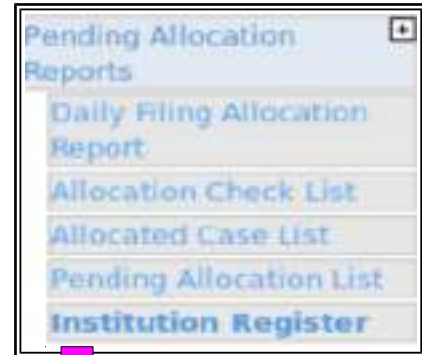 Pending Allocation
Reports
Daily Filing Allocation
Report
Allocation Check List
Allocated Case List
Pending Allocation List
Institution Register